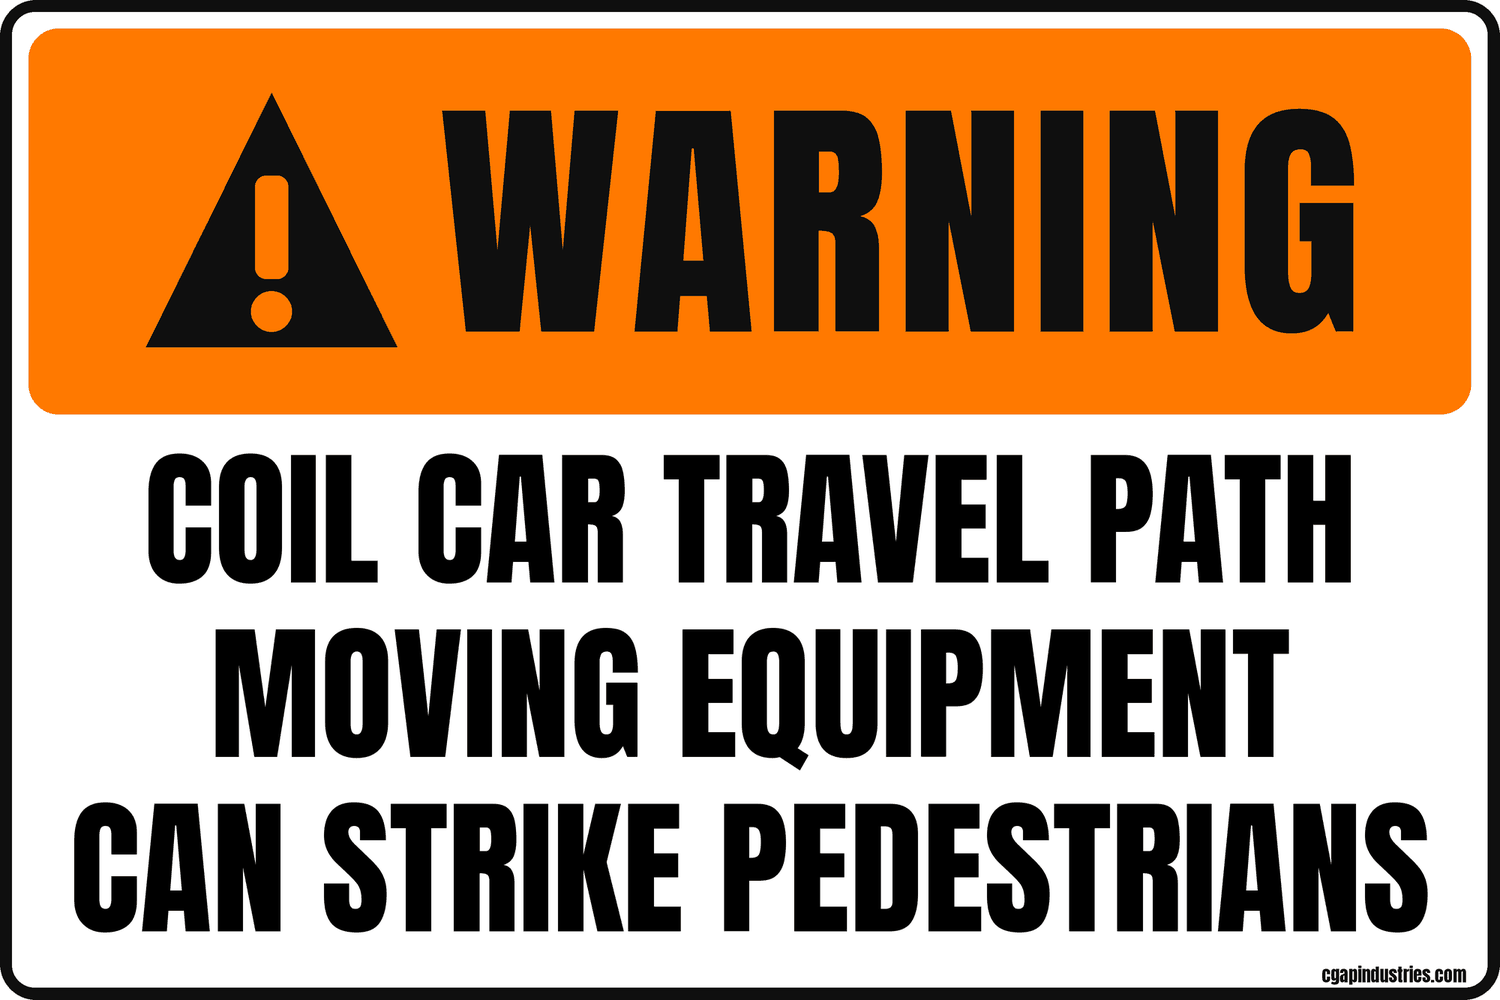 WARNING
COIL CAR TRAVEL PATH
MOVING EQUIPMENT
CAN STRIKE PEDESTRIANS
cgapindustries.com